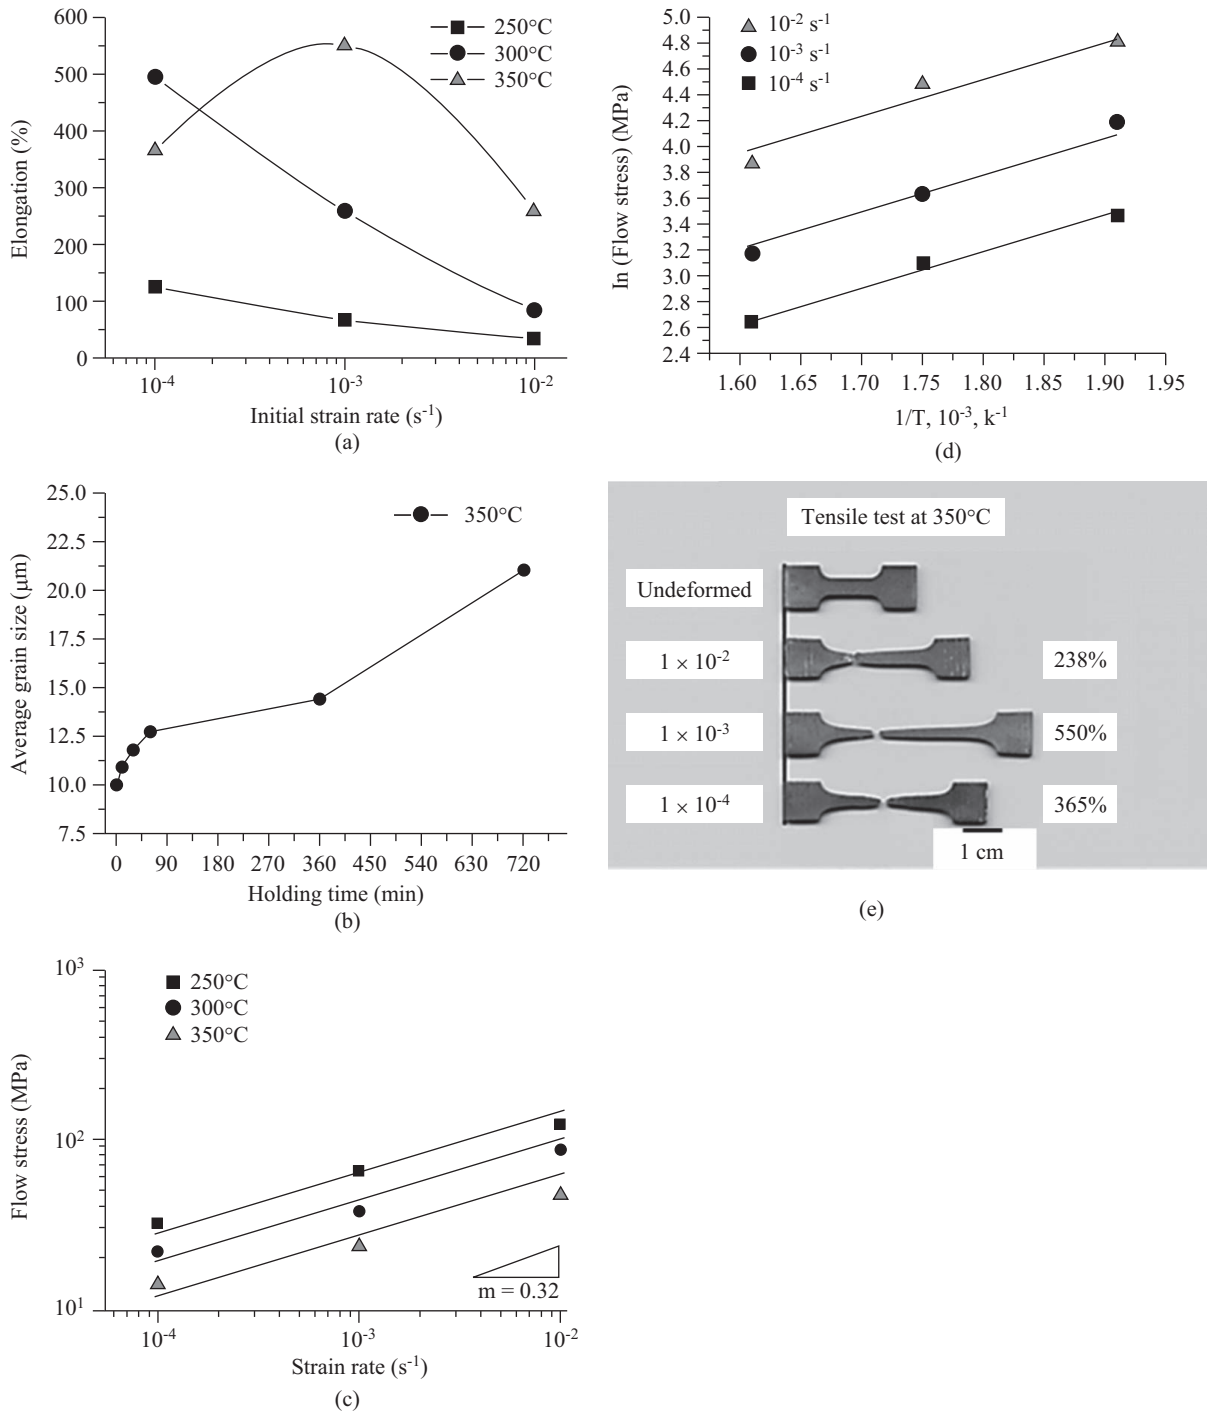 600
500
400
300
200
100
0
Elongation (%)
250°C
300°C
350°C
10-4
10-3
10-2
Initial strain rate (s-1)
(a)
5.0
4.8
4.6
4.4
4.2
4.0
3.8
3.6
3.4
3.2
3.0
2.8
2.6
2.4
In (Flow stress) (MPa)
10-2 s-1
10-3 s-1
10-4 s-1
1.60
1.65
1.70
1.75
1.80
1.85
1.90
1.95
1/T, 10-3, k-1
(d)
25.0
22.5
20.0
17.5
15.0
12.5
10.0
7.5
Average grain size (μm)
350°C
0
90
180
270
360
450
540
630
720
Holding time (min)
(b)
Tensile test at 350°C
Undeformed
1 × 10-2
238%
1 × 10-3
550%
1 × 10-4
365%
1 cm
(e)
103
102
101
Flow stress (MPa)
250°C
300°C
350°C
m = 0.32
10-4
10-3
10-2
Strain rate (s-1)
(c)